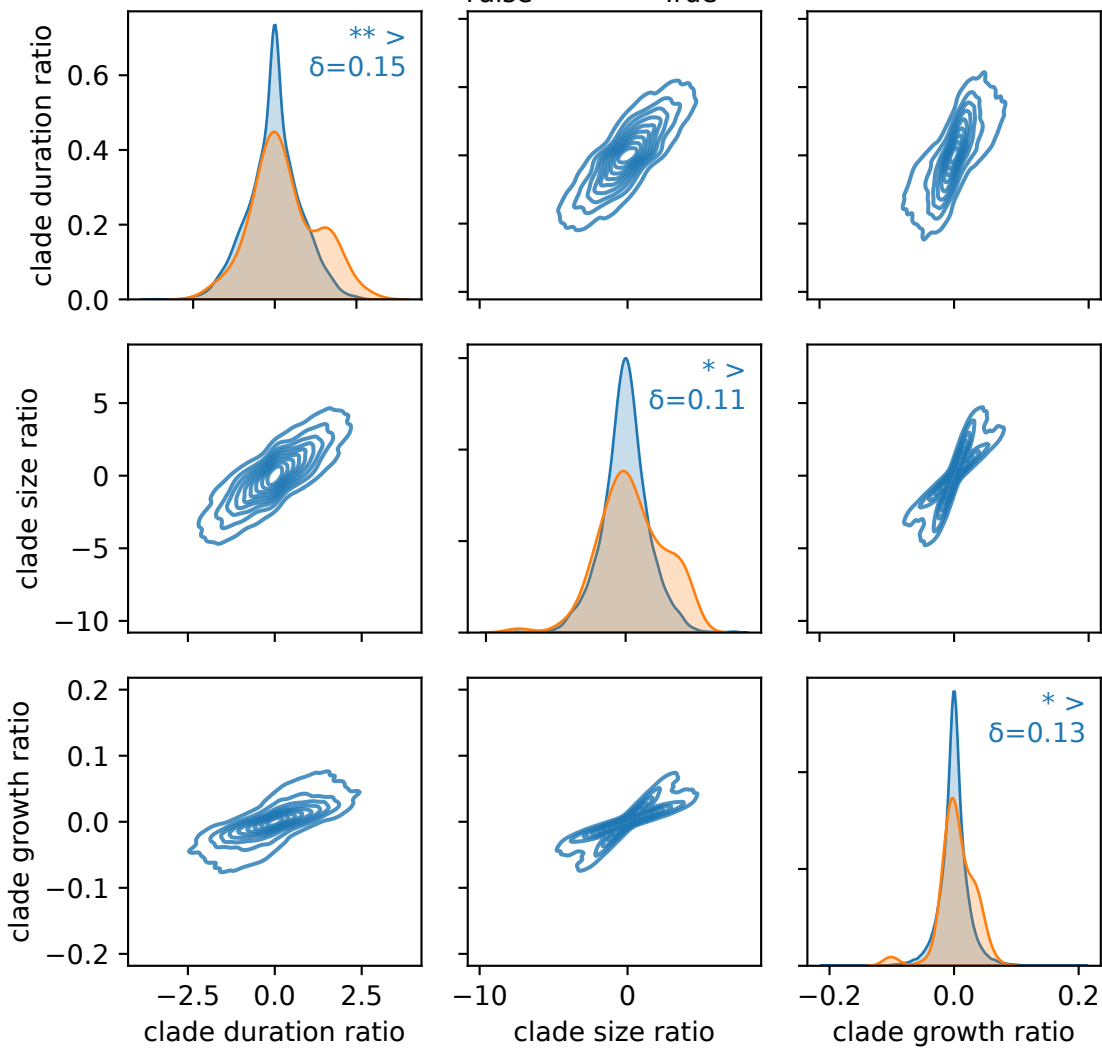 True
clade duration ratio
0.6
0.4
0.2
0.0
** >
δ=0.15
clade size ratio
5
0
−5
−10
* >
δ=0.11
clade growth ratio
0.2
0.1
0.0
−0.1
−0.2
* >
δ=0.13
−2.5 0.0 2.5
−10 0
−0.2 0.0 0.2
clade duration ratio
clade size ratio
clade growth ratio